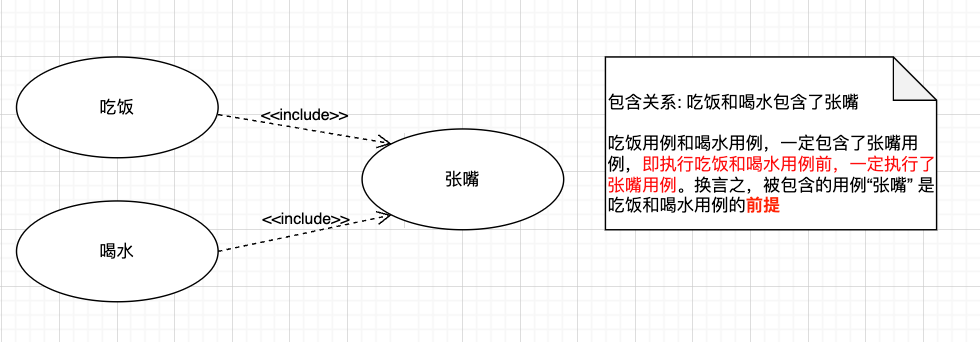 吃饭
<<include>>
张嘴
<<include>>
喝水
包含关系: 吃饭和喝水包含了张嘴
吃饭用例和喝水用例，一定包含了张嘴用
例，即执行吃饭和喝水用例前，一定执行了
张嘴用例。换言之，被包含的用例“张嘴” 是
吃饭和喝水用例的前提